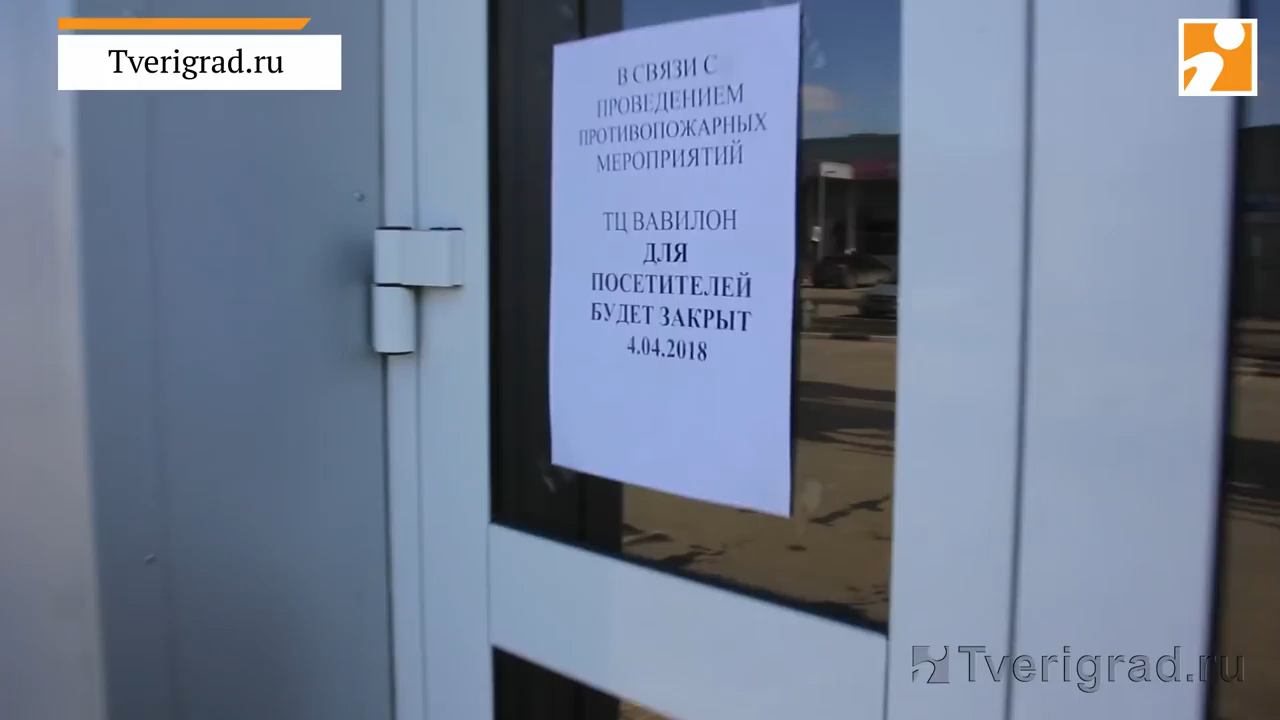 Tverigrad.ru
В СВЯЗИ С
ПРОВЕДЕНИЕМ
ПРОТИВОПОЖАРНЫХ
МЕРОПРИЯТИЙ
ТЦ ВАВИЛОН
ДЛЯ
ПОСЕТИТЕЛЕЙ
БУДЕТ ЗАКРЫТ
4.04.2018
Tverigrad.ru